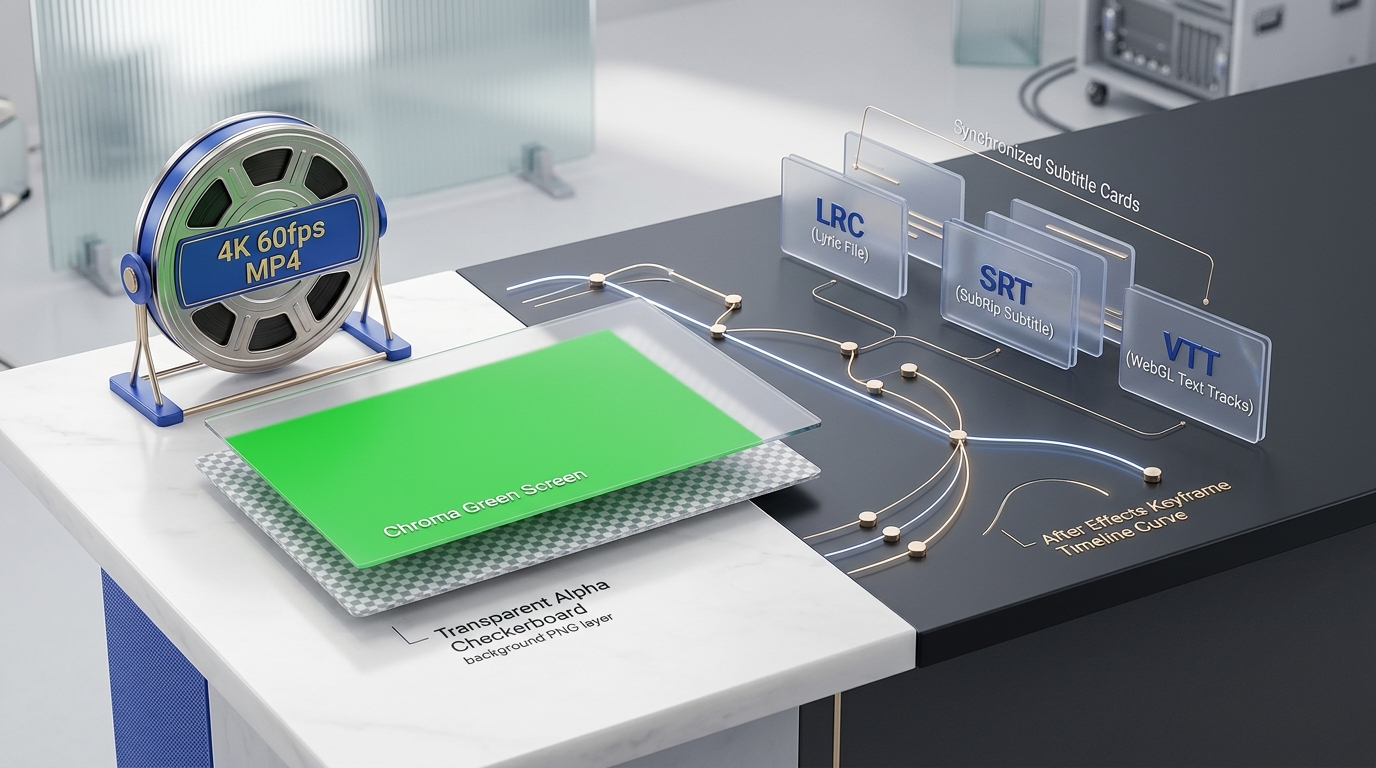 4K 60fps
MP4
Synchronized Subtitle Cards
LRC
(Lyric File)
SRT
(SubRip Subtitle)
VTT
(WebGL Text Tracks)
Chroma Green Screen
After Effects Keyframe
Timeline Curve
Transparent Alpha
Checkerboard
background PNG layer